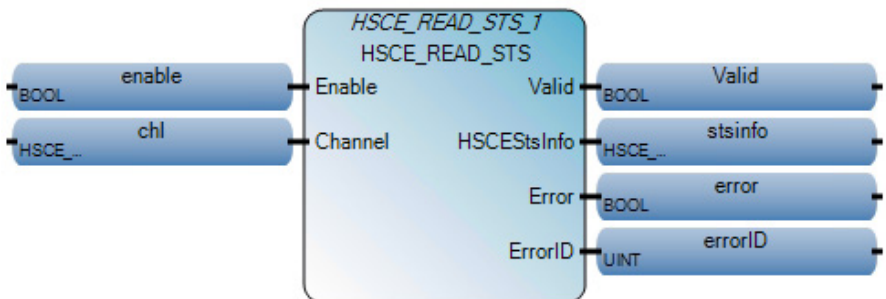 HSCE_READ_STS_1
HSCE_READ_STS
enable
BOOL
Enable
Valid
Valid
BOOL
chl
HSCE_...
Channel
HSCEStsInfo
stsinfo
HSCE_...
Error
error
BOOL
ErrorID
errorID
UINT